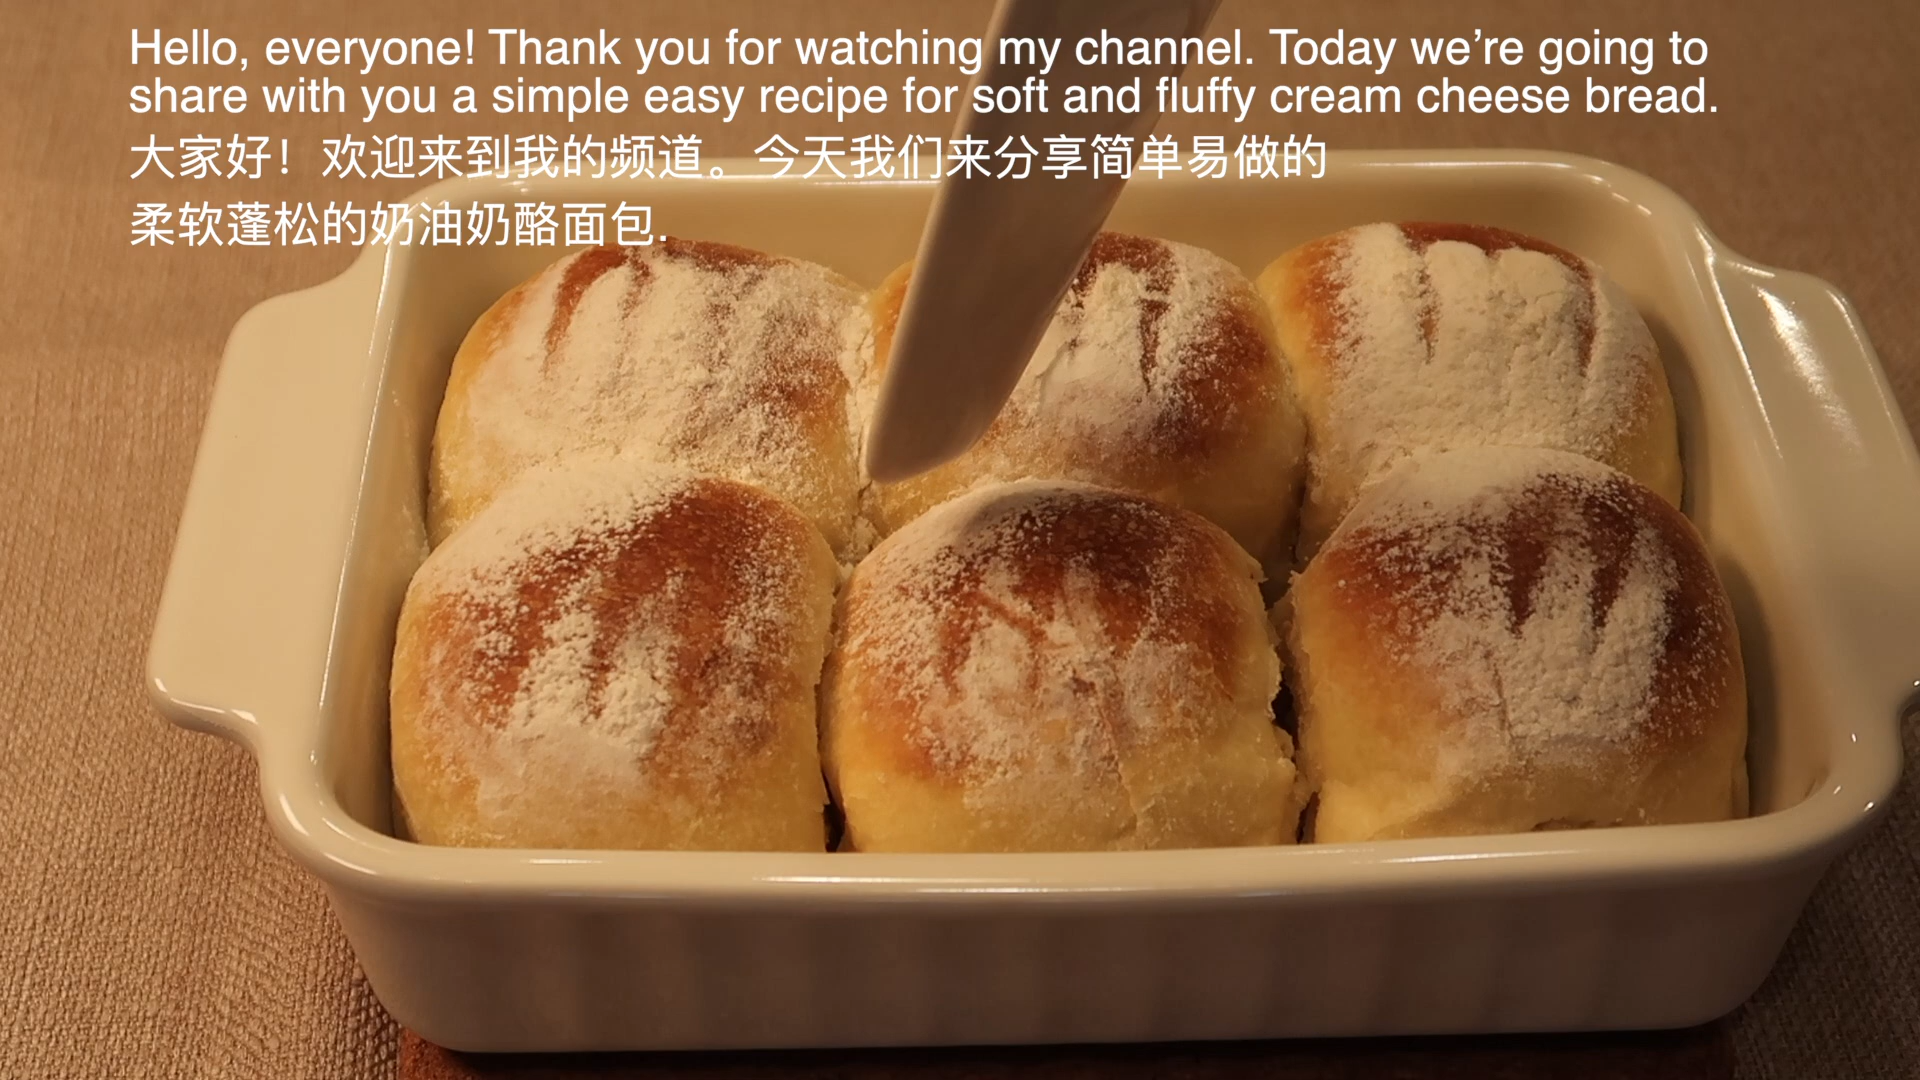 Hello, everyone! Thank you for watching my channel. Today we’re going to
share with you a simple easy recipe for soft and fluffy cream cheese bread.
大家好！欢迎来到我的频道。今天我们来分享简单易做的
柔软蓬松的奶油奶酪面包.